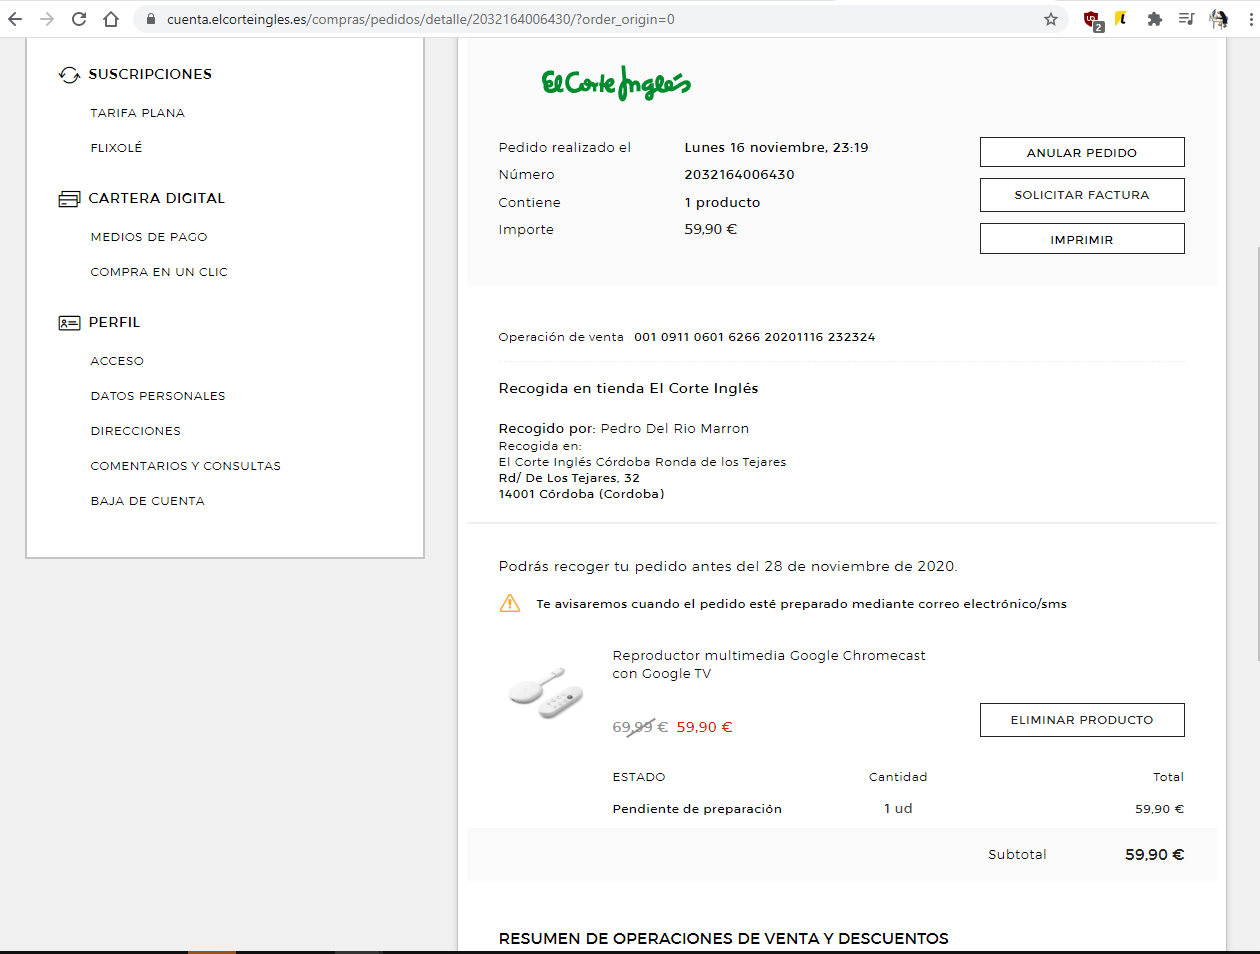 cuenta.elcorteingles.es/compras/pedidos/detalle/2032164006430/?order_origin=0
2
SUSCRIPCIONES
TARIFA PLANA
FLIXOLÉ
CARTERA DIGITAL
MEDIOS DE PAGO
COMPRA EN UN CLIC
PERFIL
ACCESO
DATOS PERSONALES
DIRECCIONES
COMENTARIOS Y CONSULTAS
BAJA DE CUENTA
El Corte Inglés
Pedido realizado el Lunes 16 noviembre, 23:19
Número 2032164006430
Contiene 1 producto
Importe 59,90 €
ANULAR PEDIDO
SOLICITAR FACTURA
IMPRIMIR
Operación de venta 001 0911 0601 6266 20201116 232324
Recogida en tienda El Corte Inglés
Recogido por: Pedro Del Rio Marron
Recogida en:
El Corte Inglés Córdoba Ronda de los Tejares
Rd/ De Los Tejares, 32
14001 Córdoba (Cordoba)
Podrás recoger tu pedido antes del 28 de noviembre de 2020.
Te avisaremos cuando el pedido esté preparado mediante correo electrónico/sms
Reproductor multimedia Google Chromecast
con Google TV
69,99 € 59,90 €
ELIMINAR PRODUCTO
ESTADO Cantidad Total
Pendiente de preparación 1 ud 59,90 €
Subtotal 59,90 €
RESUMEN DE OPERACIONES DE VENTA Y DESCUENTOS